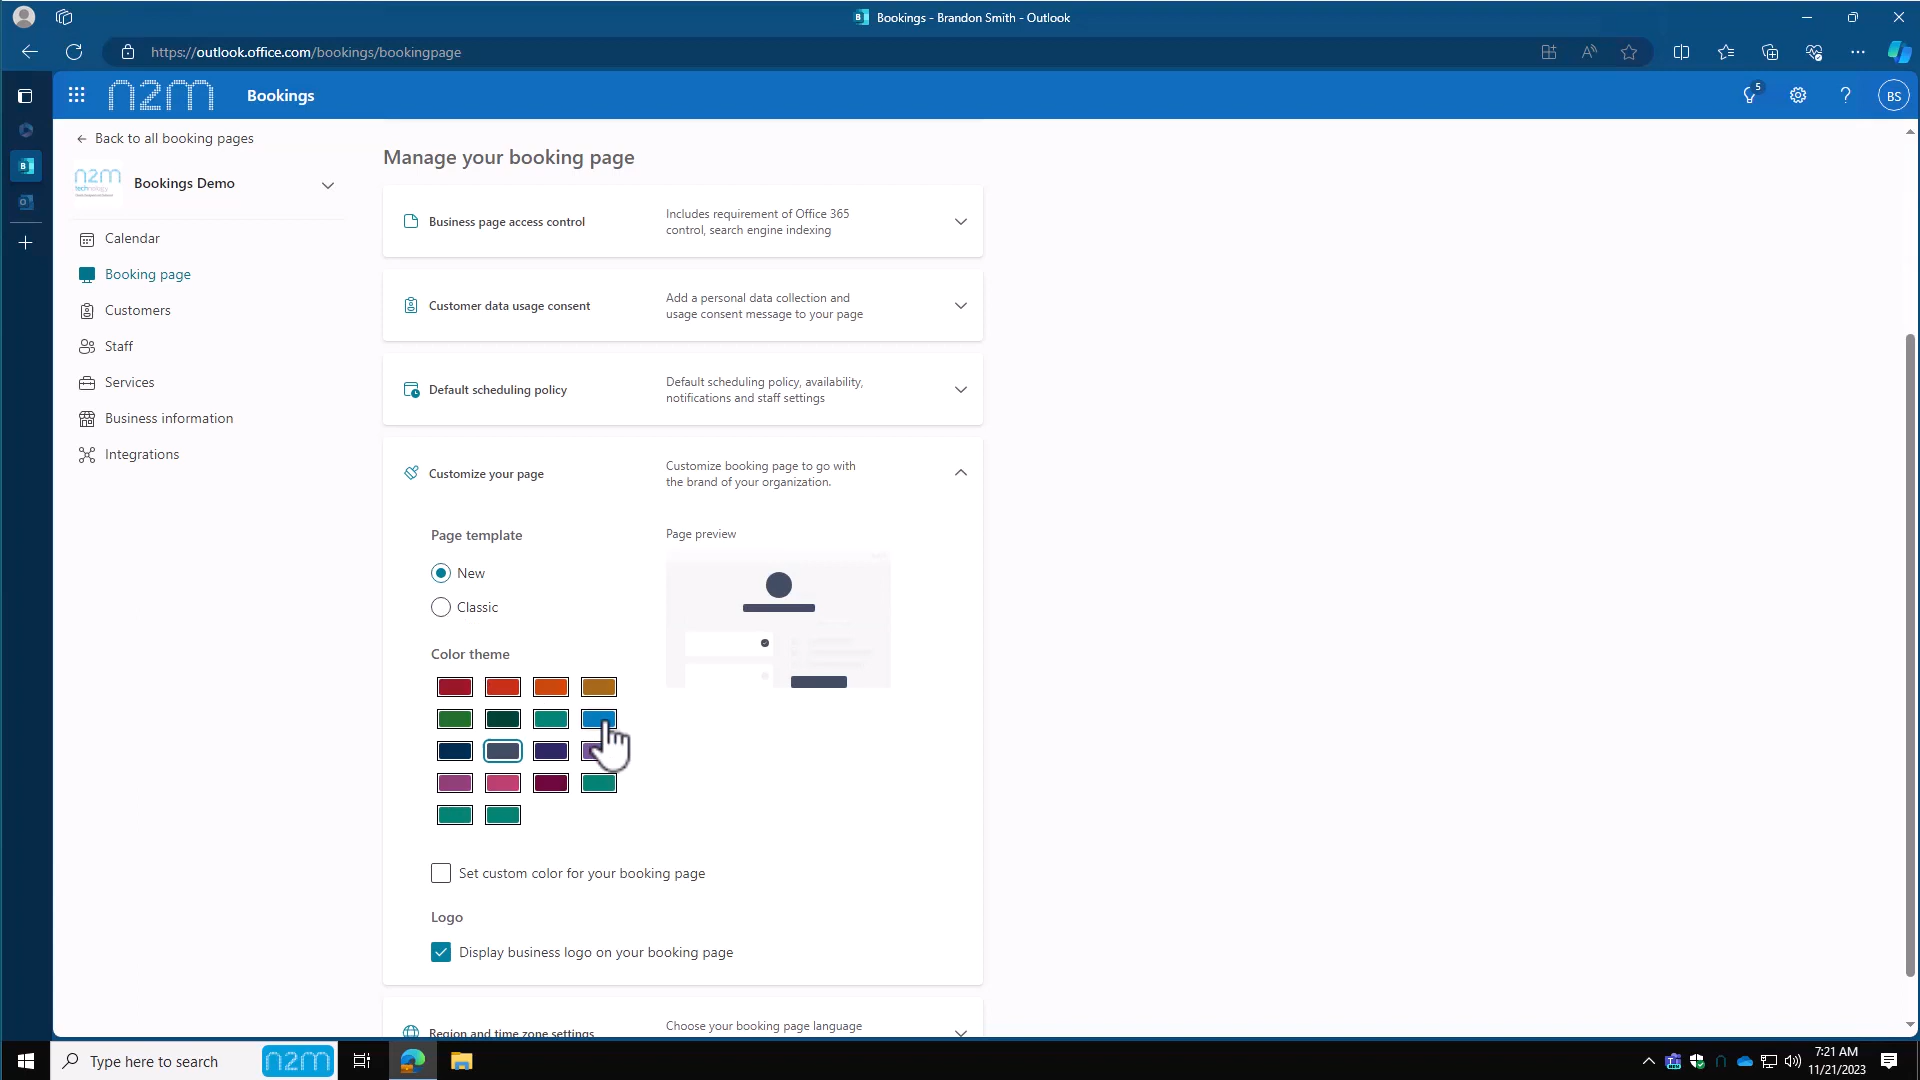 Bookings - Brandon Smith - Outlook
https://outlook.office.com/bookings/bookingpage
n2m
Bookings
5
BS
Back to all booking pages
n2m
technology
Bookings Demo
Calendar
Booking page
Customers
Staff
Services
Business information
Integrations
Manage your booking page
Business page access control
Includes requirement of Office 365
control, search engine indexing
Customer data usage consent
Add a personal data collection and
usage consent message to your page
Default scheduling policy
Default scheduling policy, availability,
notifications and staff settings
Customize your page
Customize booking page to go with
the brand of your organization.
Page template
New
Classic
Page preview
Color theme
Set custom color for your booking page
Logo
Display business logo on your booking page
Region and time zone settings
Choose your booking page language
Type here to search
n2m
7:21 AM
11/21/2023